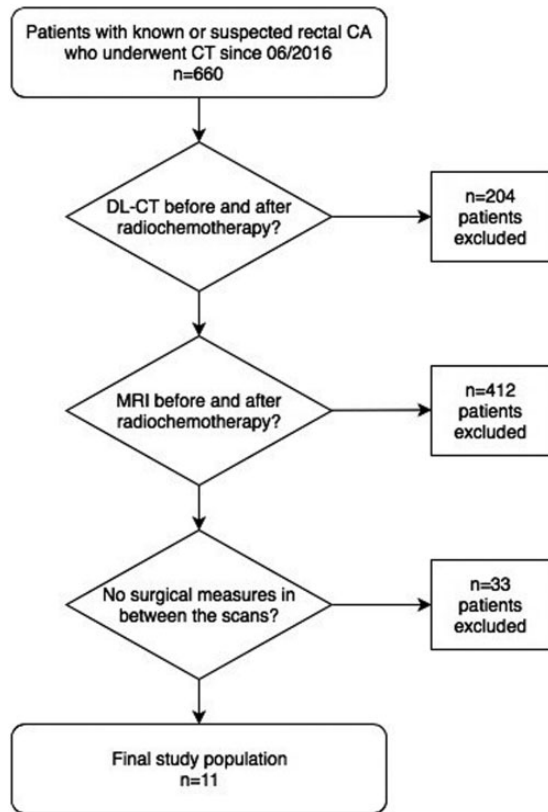 Patients with known or suspected rectal CA
who underwent CT since 06/2016
n=660
DL-CT before and after
radiochemotherapy?
n=204
patients
excluded
MRI before and after
radiochemotherapy?
n=412
patients
excluded
No surgical measures in
between the scans?
n=33
patients
excluded
Final study population
n=11